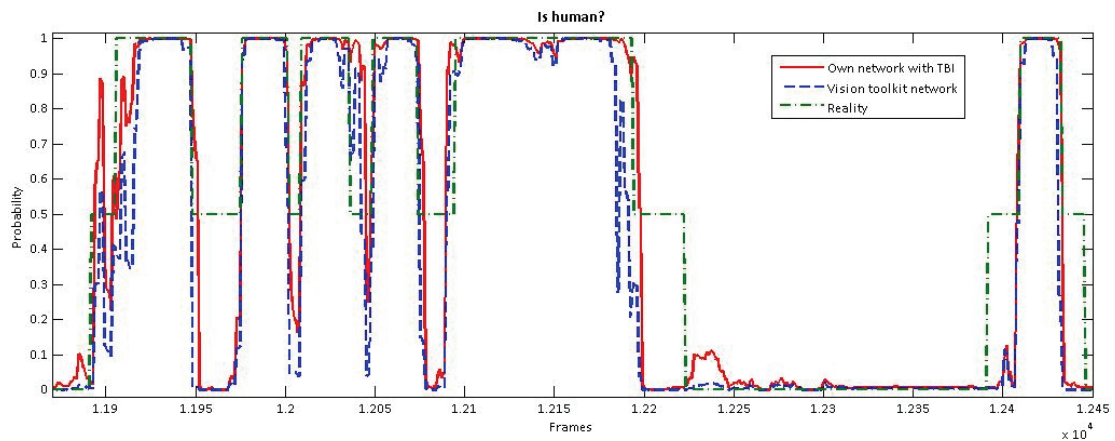 Is human?
1
0.9
0.8
0.7
0.6
0.5
0.4
0.3
0.2
0.1
0
Probability
Own network with TBI
Vision toolkit network
Reality
1.19 1.195 1.2 1.205 1.21 1.215 1.22 1.225 1.23 1.235 1.24 1.245
Frames
x 10^4